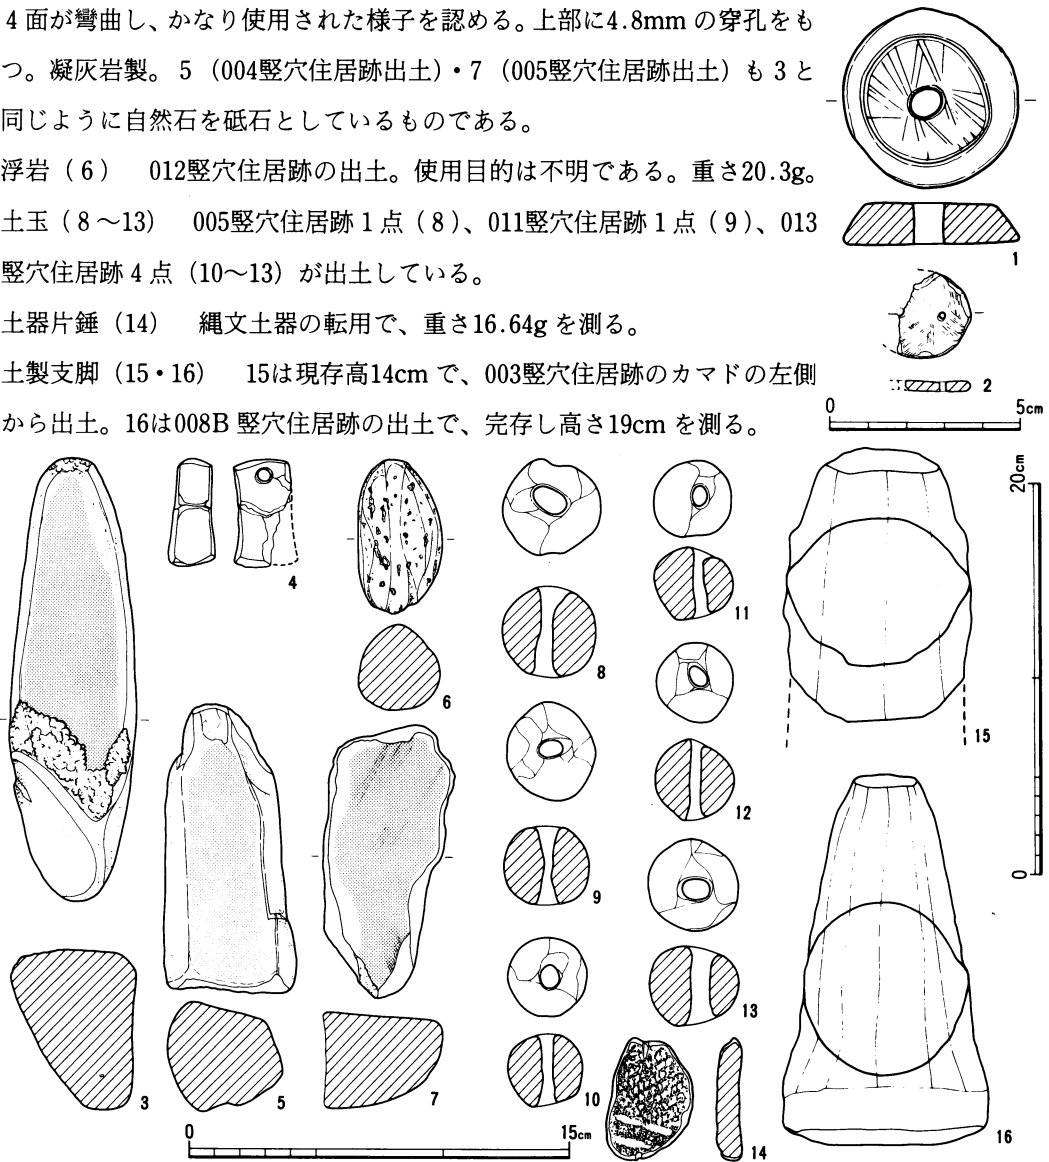 4面が彎曲し、かなり使用された様子を認める。上部に4.8mmの穿孔をも
つ。凝灰岩製。5（004竪穴住居跡出土）・7（005竪穴住居跡出土）も3と
同じように自然石を砥石としているものである。
浮岩（6）　012竪穴住居跡の出土。使用目的は不明である。重さ20.3g。
土玉（8～13）　005竪穴住居跡1点（8）、011竪穴住居跡1点（9）、013
竪穴住居跡4点（10～13）が出土している。
土器片錘（14）　縄文土器の転用で、重さ16.64gを測る。
土製支脚（15・16）　15は現存高14cmで、003竪穴住居跡のカマドの左側
から出土。16は008B竪穴住居跡の出土で、完存し高さ19cmを測る。
1
2
0 5cm
4
6
8
11
20cm
15
12
9
0
13
3
5
7
10
14
16
0 15cm